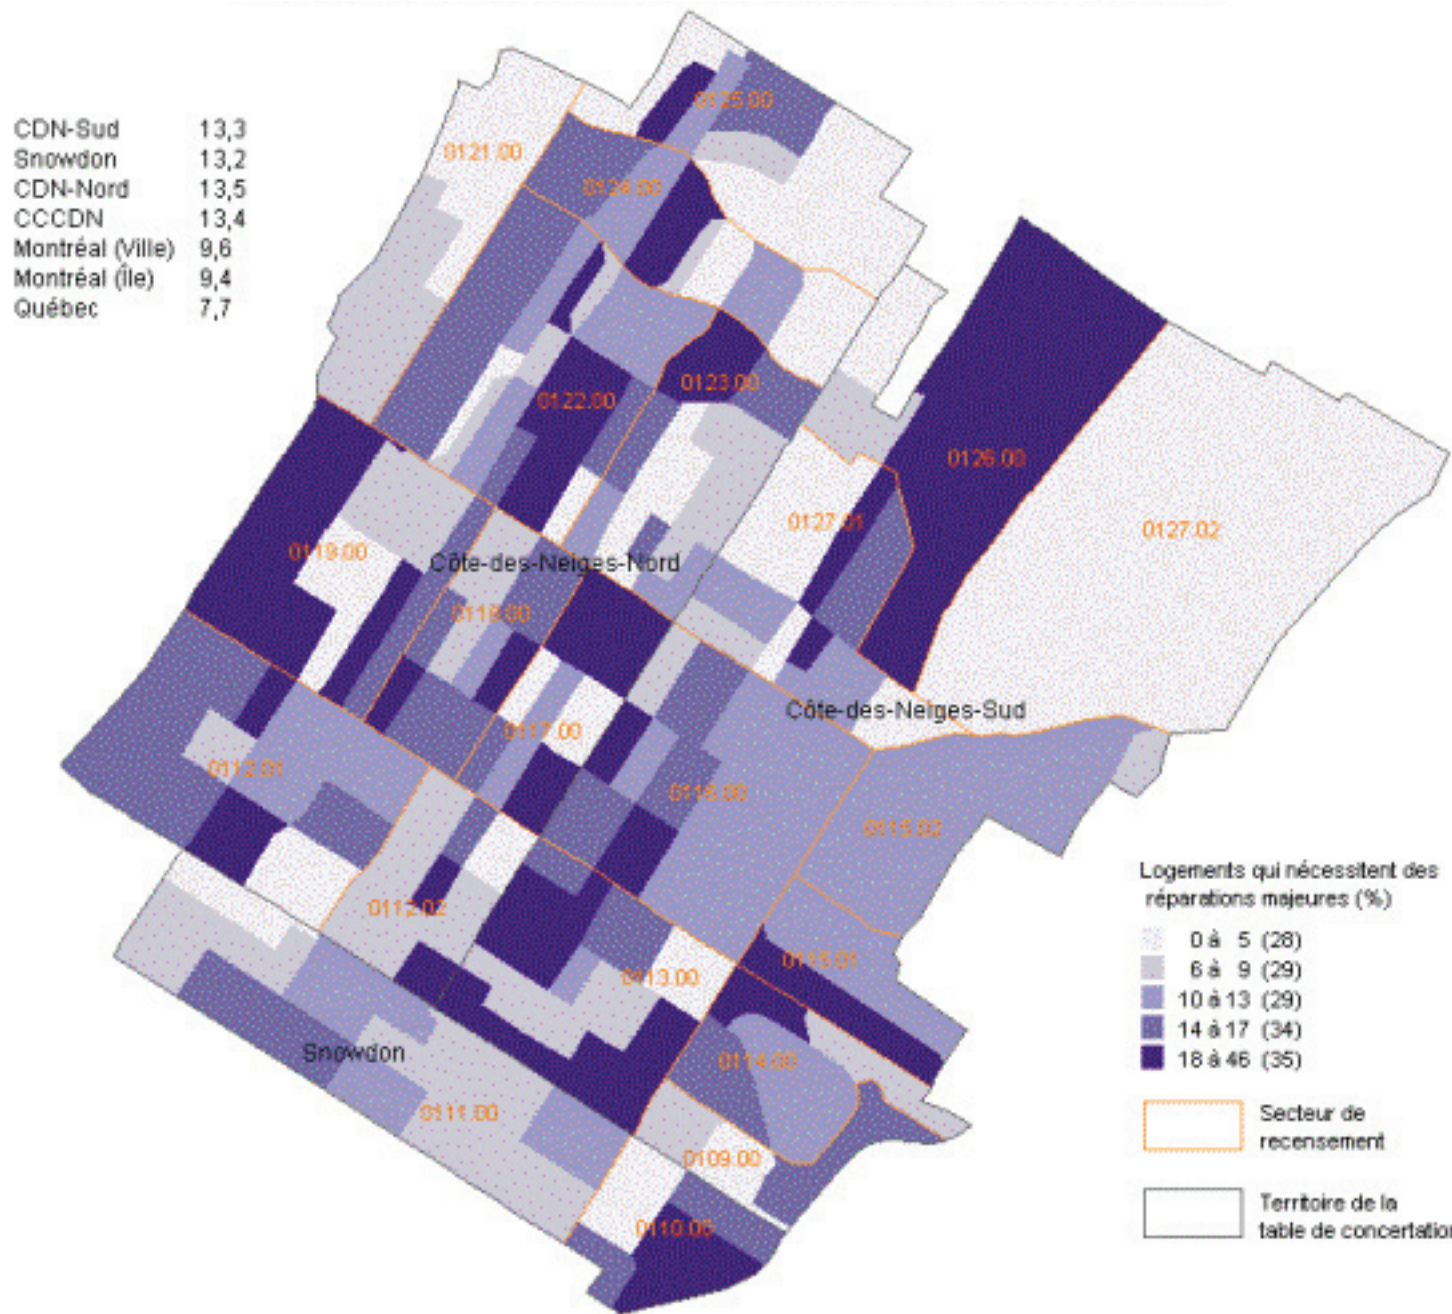 CDN-Sud 13,3
Snowdon 13,2
CDN-Nord 13,5
CCCDN 13,4
Montréal (Ville) 9,6
Montréal (Île) 9,4
Québec 7,7
0125.00
0121.00
0124.00
0123.00
0122.00
0126.00
0127.01
0127.02
0119.00
Côte-des-Neiges-Nord
0118.00
Côte-des-Neiges-Sud
0117.00
0112.01
0116.00
0115.02
0112.02
0113.00
0115.01
Snowdon
0114.00
0111.00
0109.00
0110.00
Logements qui nécessitent des
réparations majeures (%)
0 à 5 (28)
6 à 9 (29)
10 à 13 (29)
14 à 17 (34)
18 à 46 (35)
Secteur de
recensement
Territoire de la
table de concertation